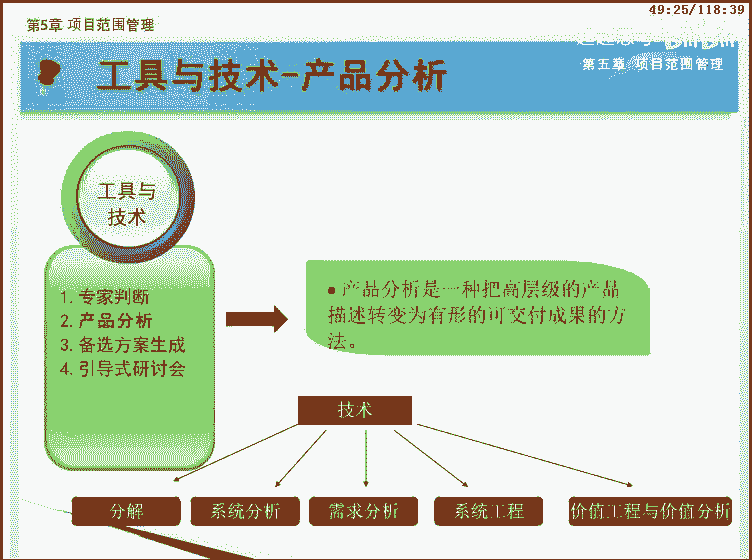 49:25/118:39
第5章 项目范围管理
第五章 项目范围管理
工具与技术-产品分析
工具与
技术
1. 专家判断
2. 产品分析
3. 备选方案生成
4. 引导式研讨会
● 产品分析是一种把高层级的产品
描述转变为有形的可交付成果的方
法。
技术
分解
系统分析
需求分析
系统工程
价值工程与价值分析